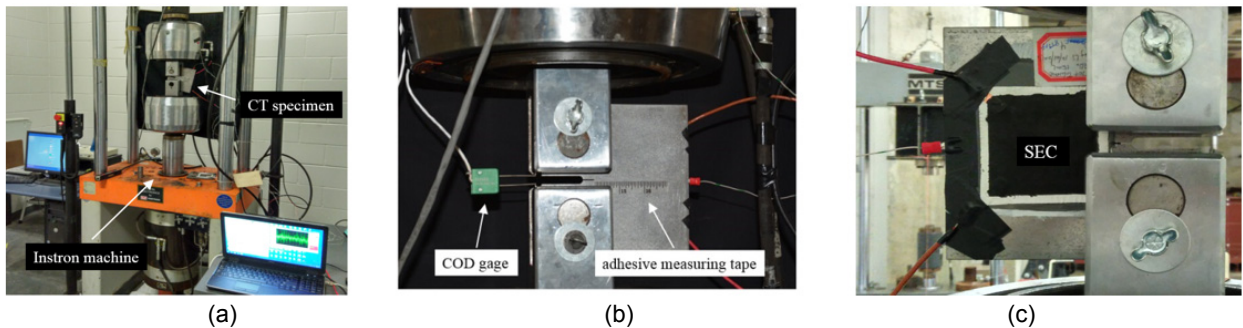 CT specimen
Instron machine
(a)
COD gage
adhesive measuring tape
(b)
MTS
SEC
(c)